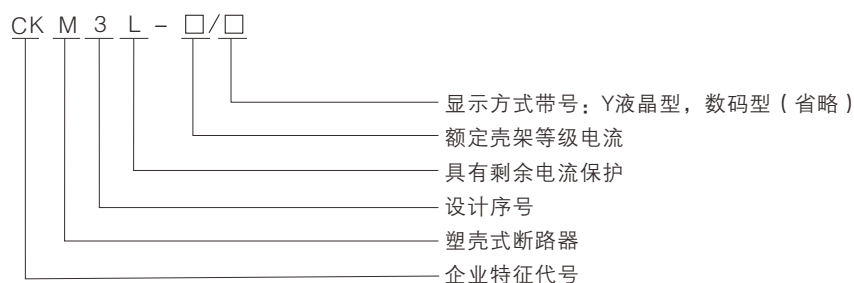 CK M 3 L - □/□
显示方式带号：Y液晶型，数码型（省略）
额定壳架等级电流
具有剩余电流保护
设计序号
塑壳式断路器
企业特征代号